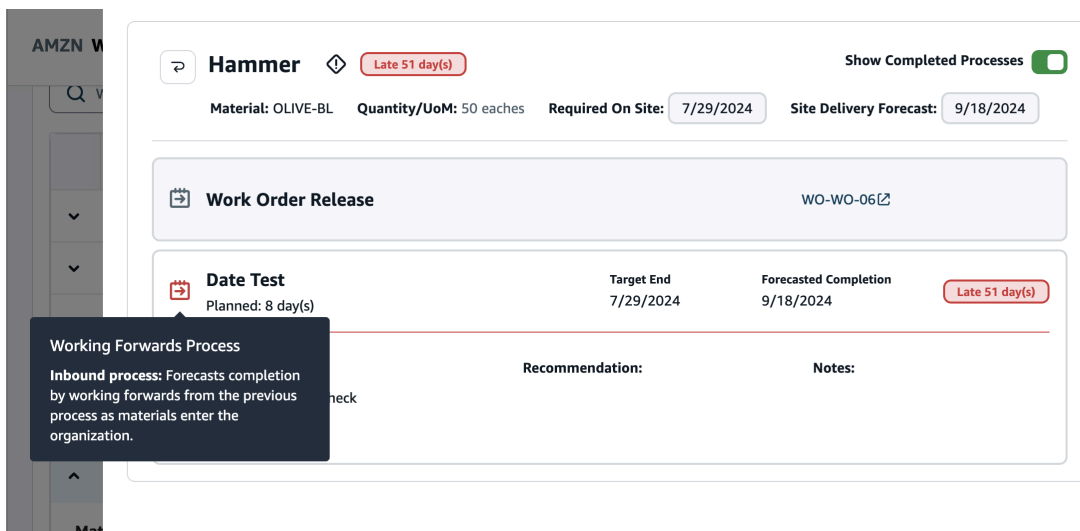 AMZN W
Hammer
Late 51 day(s)
Show Completed Processes
Material: OLIVE-BL Quantity/UoM: 50 eaches Required On Site: 7/29/2024 Site Delivery Forecast: 9/18/2024
Work Order Release
WO-WO-06
Date Test
Planned: 8 day(s)
Target End
7/29/2024
Forecasted Completion
9/18/2024
Late 51 day(s)
Working Forwards Process
Inbound process: Forecasts completion
by working forwards from the previous
process as materials enter the
organization.
Recommendation:
Notes:
heck
Mat